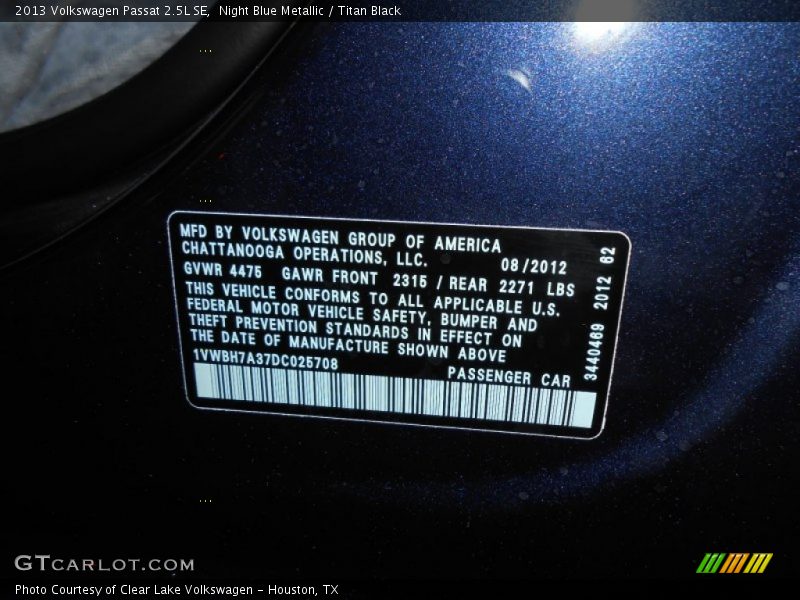 2013 Volkswagen Passat 2.5L SE,  Night Blue Metallic / Titan Black
MFD BY VOLKSWAGEN GROUP OF AMERICA
CHATTANOOGA OPERATIONS, LLC. 08/2012
GVWR 4475 GAWR FRONT 2315 / REAR 2271 LBS
THIS VEHICLE CONFORMS TO ALL APPLICABLE U.S.
FEDERAL MOTOR VEHICLE SAFETY, BUMPER AND
THEFT PREVENTION STANDARDS IN EFFECT ON
THE DATE OF MANUFACTURE SHOWN ABOVE
1VWBH7A37DC025708 PASSENGER CAR
3440469 2012 62
GTCARLOT.COM
Photo Courtesy of Clear Lake Volkswagen - Houston, TX